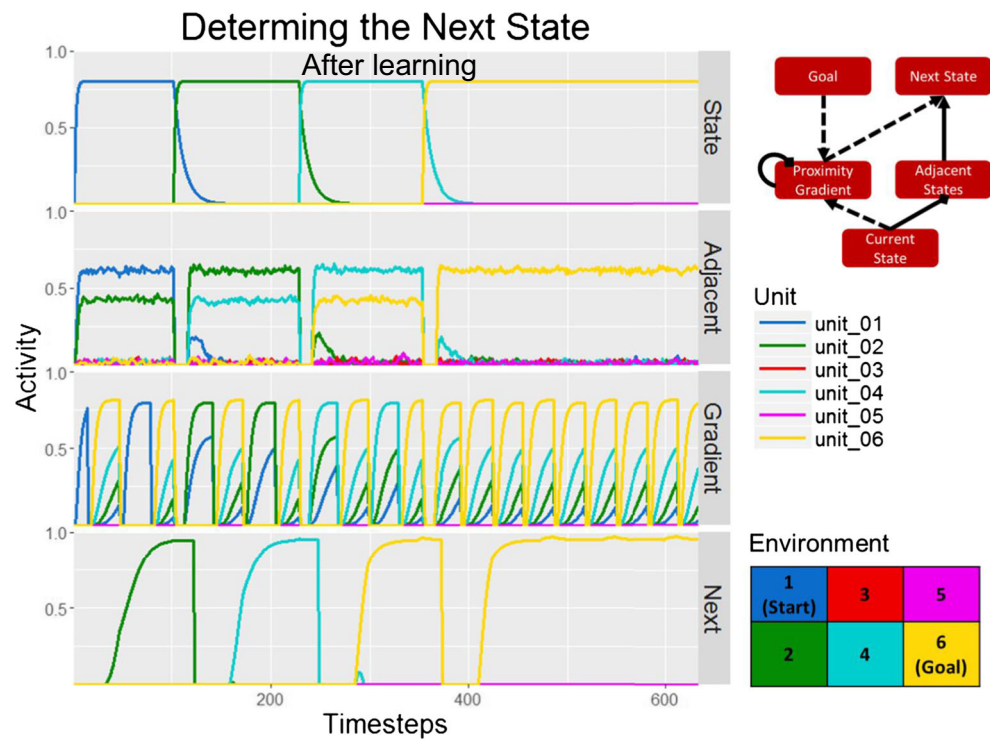 Determing the Next State
After learning
1.0
0.5
State
1.0
0.5
Adjacent
1.0
0.5
Gradient
1.0
0.5
Next
Activity
200
400
600
Timesteps
Goal
Next State
Proximity
Gradient
Adjacent
States
Current
State
Unit
unit_01
unit_02
unit_03
unit_04
unit_05
unit_06
Environment
1
(Start)
3
5
2
4
6
(Goal)